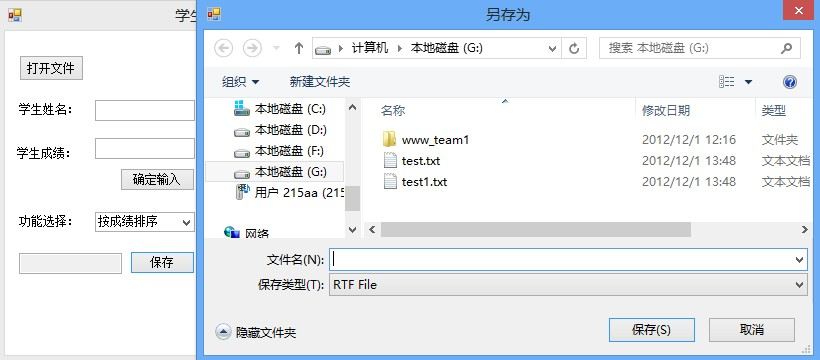 学生
打开文件
学生姓名：
学生成绩：
确定输入
功能选择： 按成绩排序
保存
另存为
计算机 本地磁盘 (G:)
搜索 本地磁盘 (G:)
组织 新建文件夹
本地磁盘 (C:)
本地磁盘 (D:)
本地磁盘 (F:)
本地磁盘 (G:)
用户 215aa (215
网络
名称 修改日期 类型
www_team1 2012/12/1 12:16 文件夹
test.txt 2012/12/1 13:48 文本文档
test1.txt 2012/12/1 13:48 文本文档
文件名(N):
保存类型(T): RTF File
隐藏文件夹 保存(S) 取消